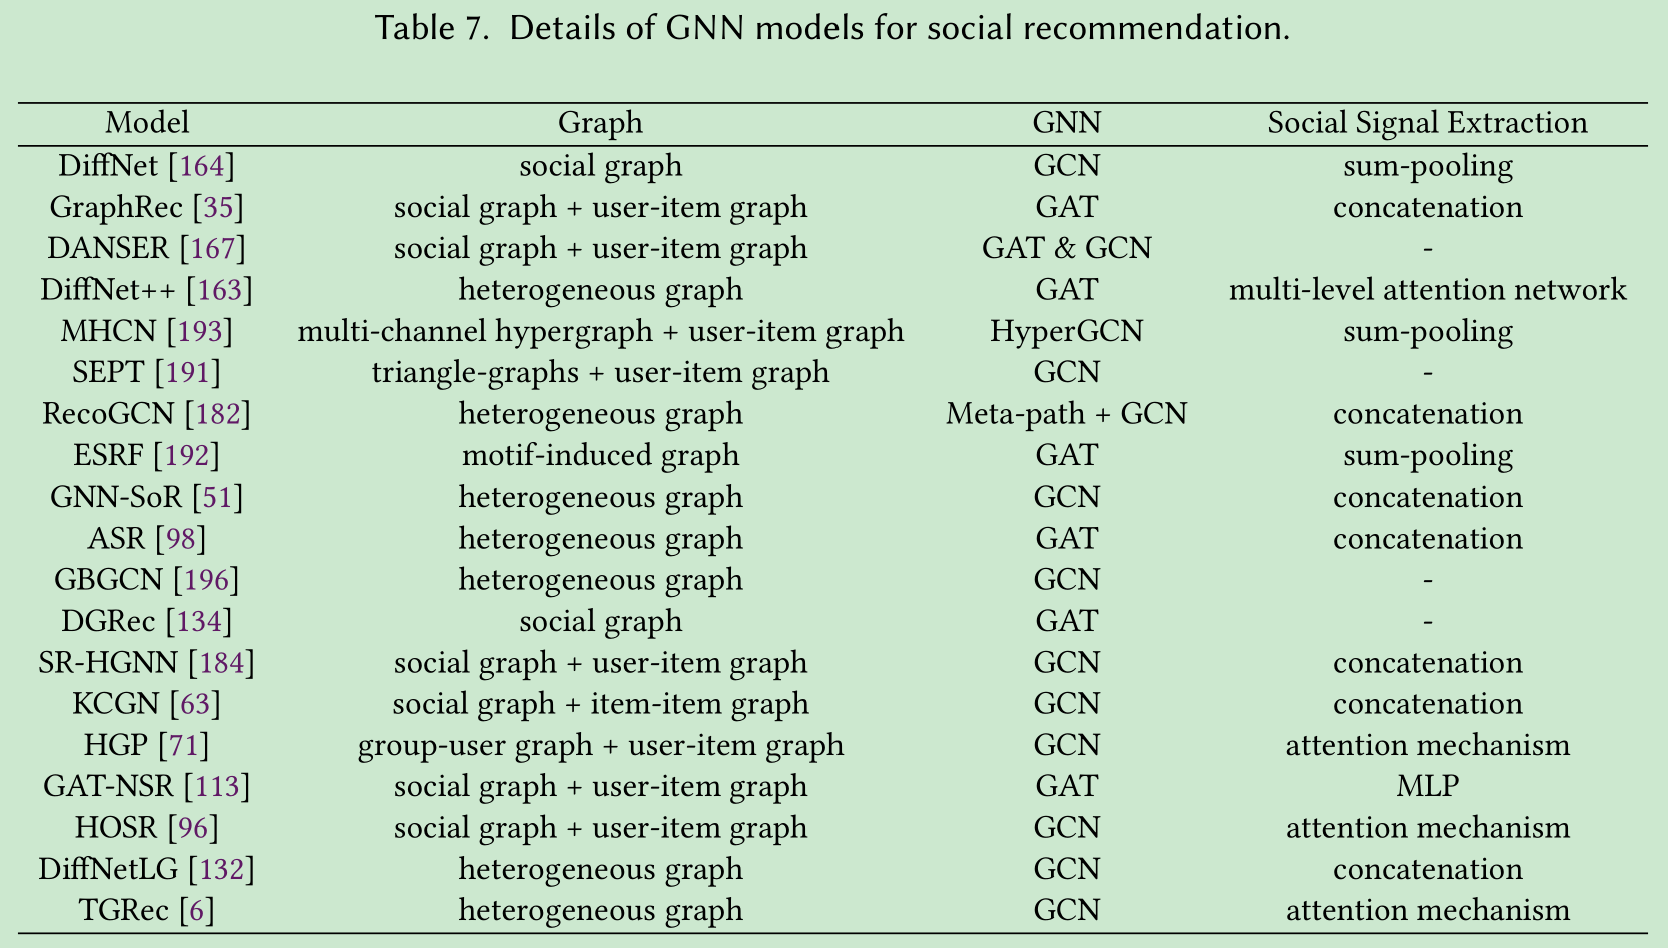 Table 7. Details of GNN models for social recommendation.
Model Graph GNN Social Signal Extraction
DiffNet [164] social graph GCN sum-pooling
GraphRec [35] social graph + user-item graph GAT concatenation
DANSER [167] social graph + user-item graph GAT & GCN -
DiffNet++ [163] heterogeneous graph GAT multi-level attention network
MHCN [193] multi-channel hypergraph + user-item graph HyperGCN sum-pooling
SEPT [191] triangle-graphs + user-item graph GCN -
RecoGCN [182] heterogeneous graph Meta-path + GCN concatenation
ESRF [192] motif-induced graph GAT sum-pooling
GNN-SoR [51] heterogeneous graph GCN concatenation
ASR [98] heterogeneous graph GAT concatenation
GBGCN [196] heterogeneous graph GCN -
DGRec [134] social graph GAT -
SR-HGNN [184] social graph + user-item graph GCN concatenation
KCGN [63] social graph + item-item graph GCN concatenation
HGP [71] group-user graph + user-item graph GCN attention mechanism
GAT-NSR [113] social graph + user-item graph GAT MLP
HOSR [96] social graph + user-item graph GCN attention mechanism
DiffNetLG [132] heterogeneous graph GCN concatenation
TGRec [6] heterogeneous graph GCN attention mechanism